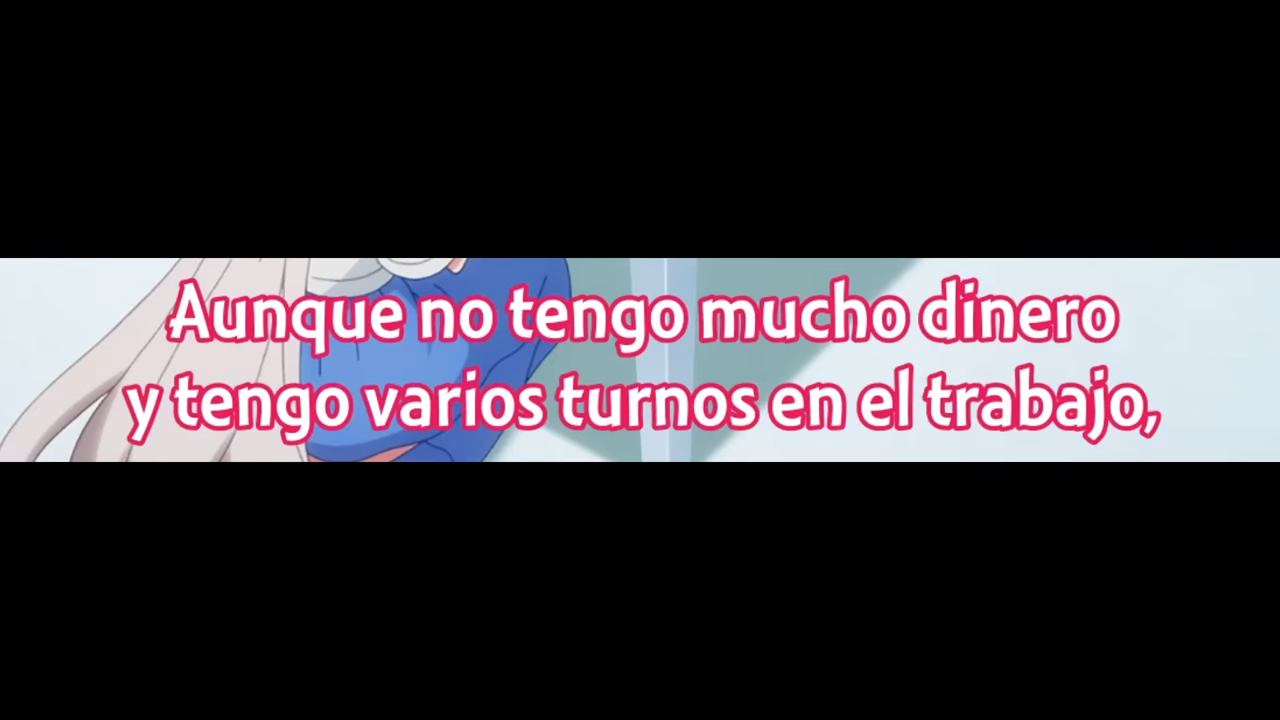 Aunque no tengo mucho dinero
y tengo varios turnos en el trabajo,